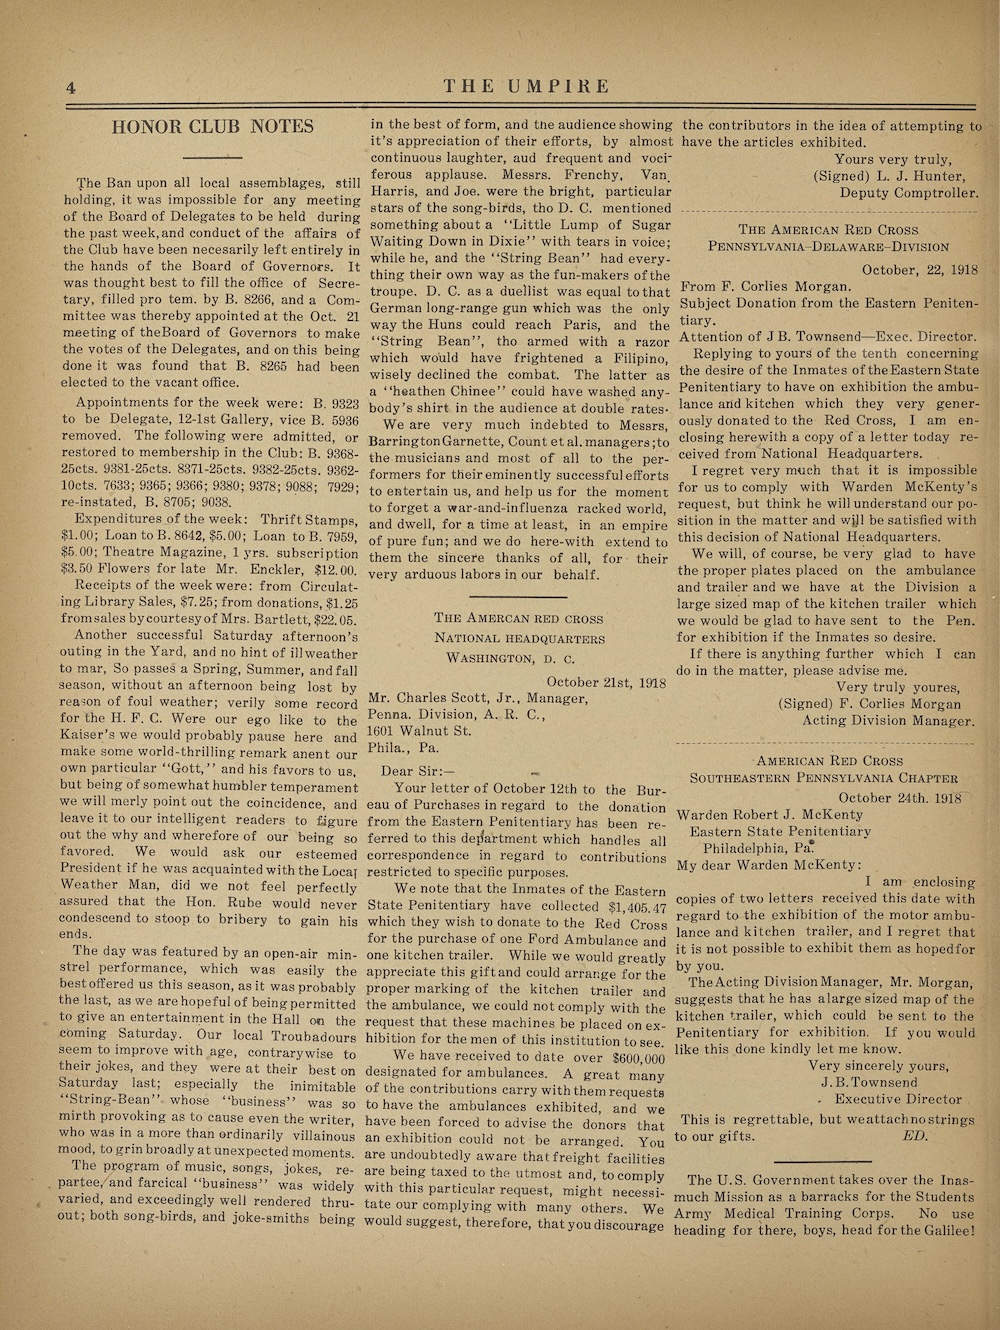 4
THE UMPIRE
HONOR CLUB NOTES
The Ban upon all local assemblages, still
holding, it was impossible for any meeting
of the Board of Delegates to be held during
the past week, and conduct of the affairs of
the Club have been necesarily left entirely in
the hands of the Board of Governors. It
was thought best to fill the office of Secre-
tary, filled pro tem. by B. 8266, and a Com-
mittee was thereby appointed at the Oct. 21
meeting of theBoard of Governors to make
the votes of the Delegates, and on this being
done it was found that B. 8265 had been
elected to the vacant office.
Appointments for the week were: B. 9323
to be Delegate, 12-1st Gallery, vice B. 5936
removed. The following were admitted, or
restored to membership in the Club: B. 9368-
25cts. 9381-25cts. 8371-25cts. 9382-25cts. 9362-
10cts. 7633; 9365; 9366; 9380; 9378; 9088; 7929;
re-instated, B, 8705; 9038.
Expenditures of the week: Thrift Stamps,
$1.00; Loan to B. 8642, $5.00; Loan to B. 7959,
$5.00; Theatre Magazine, 1 yrs. subscription
$3.50 Flowers for late Mr. Enckler, $12.00.
Receipts of the week were: from Circulat-
ing Library Sales, $7.25; from donations, $1.25
from sales by courtesy of Mrs. Bartlett, $22.05.
Another successful Saturday afternoon's
outing in the Yard, and no hint of ill weather
to mar, So passes a Spring, Summer, and fall
season, without an afternoon being lost by
reason of foul weather; verily some record
for the H. F. C. Were our ego like to the
Kaiser's we would probably pause here and
make some world-thrilling remark anent our
own particular "Gott," and his favors to us,
but being of somewhat humbler temperament
we will merly point out the coincidence, and
leave it to our intelligent readers to figure
out the why and wherefore of our being so
favored. We would ask our esteemed
President if he was acquainted with the Local
Weather Man, did we not feel perfectly
assured that the Hon. Rube would never
condescend to stoop to bribery to gain his
ends.
The day was featured by an open-air min-
strel performance, which was easily the
best offered us this season, as it was probably
the last, as we are hopeful of being permitted
to give an entertainment in the Hall on the
coming Saturday. Our local Troubadours
seem to improve with age, contrarywise to
their jokes, and they were at their best on
Saturday last; especially the inimitable
"String-Bean" whose "business" was so
mirth provoking as to cause even the writer,
who was in a more than ordinarily villainous
mood, to grin broadly at unexpected moments.
The program of music, songs, jokes, re-
partee, and farcical "business" was widely
varied, and exceedingly well rendered thru-
out; both song-birds, and joke-smiths being
in the best of form, and the audience showing
it's appreciation of their efforts, by almost
continuous laughter, aud frequent and voci-
ferous applause. Messrs. Frenchy, Van.
Harris, and Joe. were the bright, particular
stars of the song-birds, tho D. C. mentioned
something about a "Little Lump of Sugar
Waiting Down in Dixie" with tears in voice;
while he, and the "String Bean" had every-
thing their own way as the fun-makers of the
troupe. D. C. as a duellist was equal to that
German long-range gun which was the only
way the Huns could reach Paris, and the
"String Bean", tho armed with a razor
which would have frightened a Filipino,
wisely declined the combat. The latter as
a "heathen Chinee" could have washed any-
body's shirt in the audience at double rates.
We are very much indebted to Messrs,
Barrington Garnette, Count et al. managers; to
the musicians and most of all to the per-
formers for their eminently successful efforts
to entertain us, and help us for the moment
to forget a war-and-influenza racked world,
and dwell, for a time at least, in an empire
of pure fun; and we do here-with extend to
them the sincere thanks of all, for their
very arduous labors in our behalf.
THE AMERCAN RED CROSS
NATIONAL HEADQUARTERS
WASHINGTON, D. C.
October 21st, 1918
Mr. Charles Scott, Jr., Manager,
Penna. Division, A. R. C.,
1601 Walnut St.
Phila., Pa.
Dear Sir:—
Your letter of October 12th to the Bur-
eau of Purchases in regard to the donation
from the Eastern Penitentiary has been re-
ferred to this department which handles all
correspondence in regard to contributions
restricted to specific purposes.
We note that the Inmates of the Eastern
State Penitentiary have collected $1,405.47
which they wish to donate to the Red Cross
for the purchase of one Ford Ambulance and
one kitchen trailer. While we would greatly
appreciate this gift and could arrange for the
proper marking of the kitchen trailer and
the ambulance, we could not comply with the
request that these machines be placed on ex-
hibition for the men of this institution to see.
We have received to date over $600,000
designated for ambulances. A great many
of the contributions carry with them requests
to have the ambulances exhibited, and we
have been forced to advise the donors that
an exhibition could not be arranged. You
are undoubtedly aware that freight facilities
are being taxed to the utmost and, to comply
with this particular request, might necessi-
tate our complying with many others. We
would suggest, therefore, that you discourage
the contributors in the idea of attempting to
have the articles exhibited.
Yours very truly,
(Signed) L. J. Hunter,
Deputy Comptroller.
THE AMERICAN RED CROSS
PENNSYLVANIA-DELAWARE-DIVISION
October, 22, 1918
From F. Corlies Morgan.
Subject Donation from the Eastern Peniten-
tiary.
Attention of J B. Townsend—Exec. Director.
Replying to yours of the tenth concerning
the desire of the Inmates of the Eastern State
Penitentiary to have on exhibition the ambu-
lance and kitchen which they very gener-
ously donated to the Red Cross, I am en-
closing herewith a copy of a letter today re-
ceived from National Headquarters.
I regret very much that it is impossible
for us to comply with Warden McKenty's
request, but think he will understand our po-
sition in the matter and will be satisfied with
this decision of National Headquarters.
We will, of course, be very glad to have
the proper plates placed on the ambulance
and trailer and we have at the Division a
large sized map of the kitchen trailer which
we would be glad to have sent to the Pen.
for exhibition if the Inmates so desire.
If there is anything further which I can
do in the matter, please advise me.
Very truly youres,
(Signed) F. Corlies Morgan
Acting Division Manager.
AMERICAN RED CROSS
SOUTHEASTERN PENNSYLVANIA CHAPTER
October 24th. 1918
Warden Robert J. McKenty
Eastern State Penitentiary
Philadelphia, Pa.
My dear Warden McKenty:
I am enclosing
copies of two letters received this date with
regard to the exhibition of the motor ambu-
lance and kitchen trailer, and I regret that
it is not possible to exhibit them as hoped for
by you.
The Acting Division Manager, Mr. Morgan,
suggests that he has a large sized map of the
kitchen trailer, which could be sent to the
Penitentiary for exhibition. If you would
like this done kindly let me know.
Very sincerely yours,
J. B. Townsend
Executive Director
This is regrettable, but we attach no strings
to our gifts. ED.
The U.S. Government takes over the Inas-
much Mission as a barracks for the Students
Army Medical Training Corps. No use
heading for there, boys, head for the Galilee!